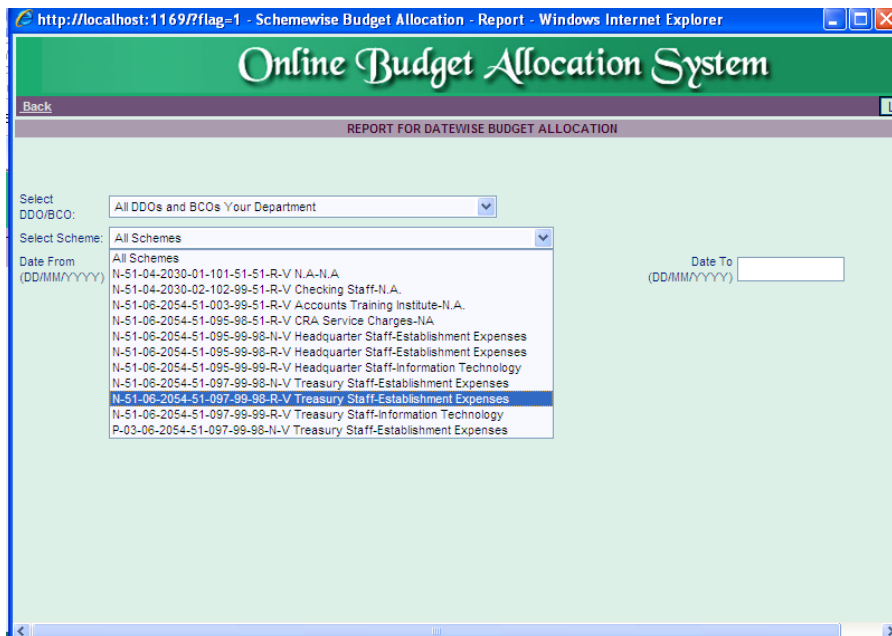 http://localhost:1169/?flag=1 - Schemewise Budget Allocation - Report - Windows Internet Explorer
Online Budget Allocation System
Back L
REPORT FOR DATEWISE BUDGET ALLOCATION
Select
DDO/BCO: All DDOs and BCOs Your Department
Select Scheme: All Schemes
Date From
(DD/MM/YYYY)
All Schemes
N-51-04-2030-01-101-51-51-R-V N.A-N.A
N-51-04-2030-02-102-99-51-R-V Checking Staff-N.A.
N-51-06-2054-51-003-99-51-R-V Accounts Training Institute-N.A.
N-51-06-2054-51-095-98-51-R-V CRA Service Charges-NA
N-51-06-2054-51-095-99-98-N-V Headquarter Staff-Establishment Expenses
N-51-06-2054-51-095-99-98-R-V Headquarter Staff-Establishment Expenses
N-51-06-2054-51-095-99-99-R-V Headquarter Staff-Information Technology
N-51-06-2054-51-097-99-98-N-V Treasury Staff-Establishment Expenses
N-51-06-2054-51-097-99-98-R-V Treasury Staff-Establishment Expenses
N-51-06-2054-51-097-99-99-R-V Treasury Staff-Information Technology
P-03-06-2054-51-097-99-98-N-V Treasury Staff-Establishment Expenses
Date To
(DD/MM/YYYY)